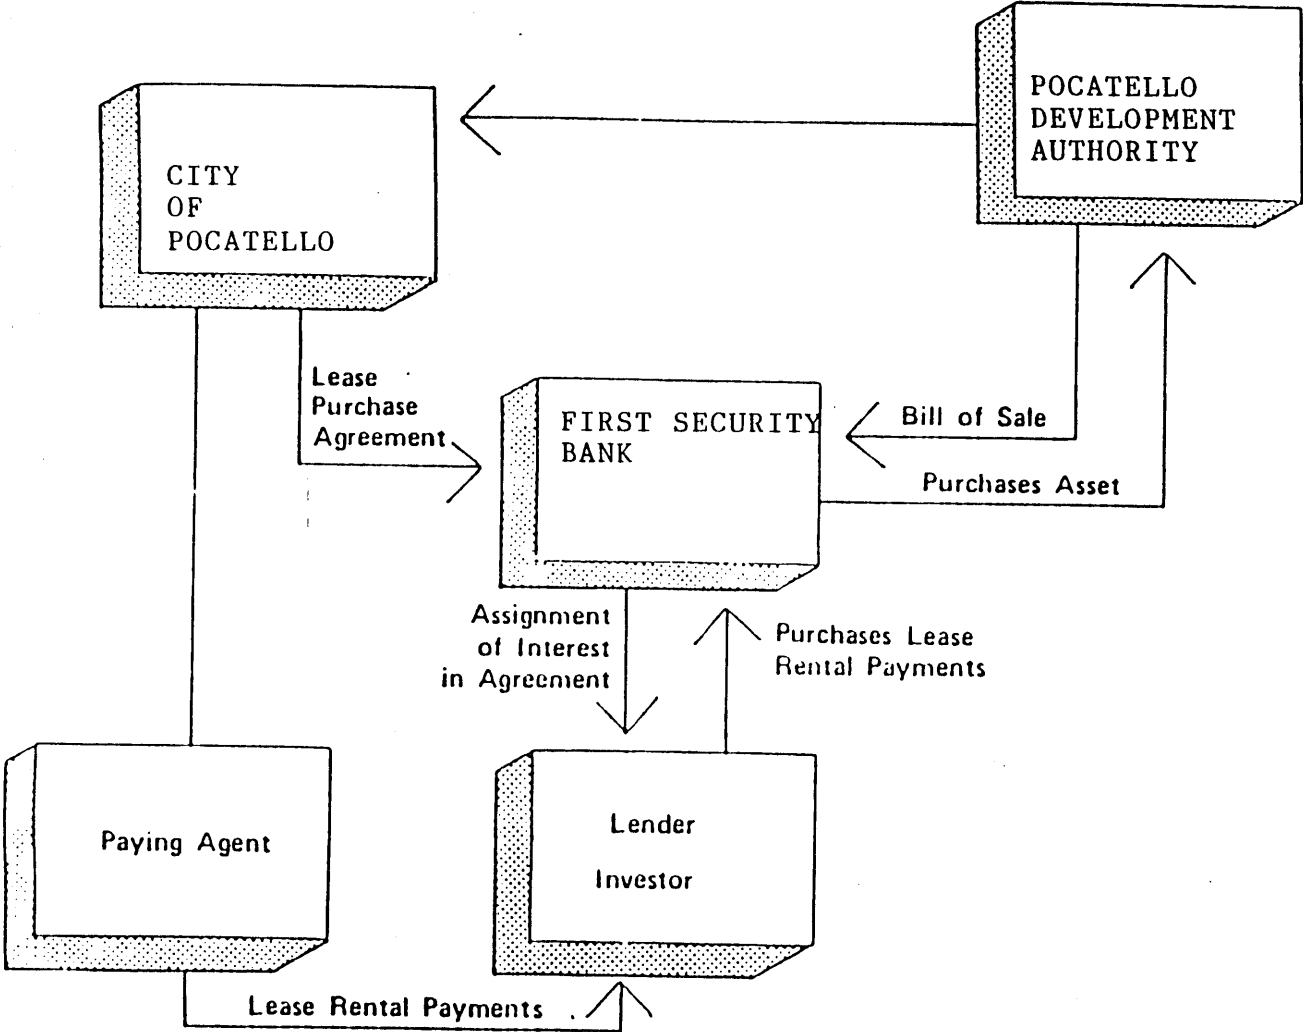 POCATELLO
DEVELOPMENT
AUTHORITY
CITY
OF
POCATELLO
Lease
Purchase
Agreement
FIRST SECURITY
BANK
Bill of Sale
Purchases Asset
Assignment
of Interest
in Agreement
Purchases Lease
Rental Payments
Paying Agent
Lender
Investor
Lease Rental Payments